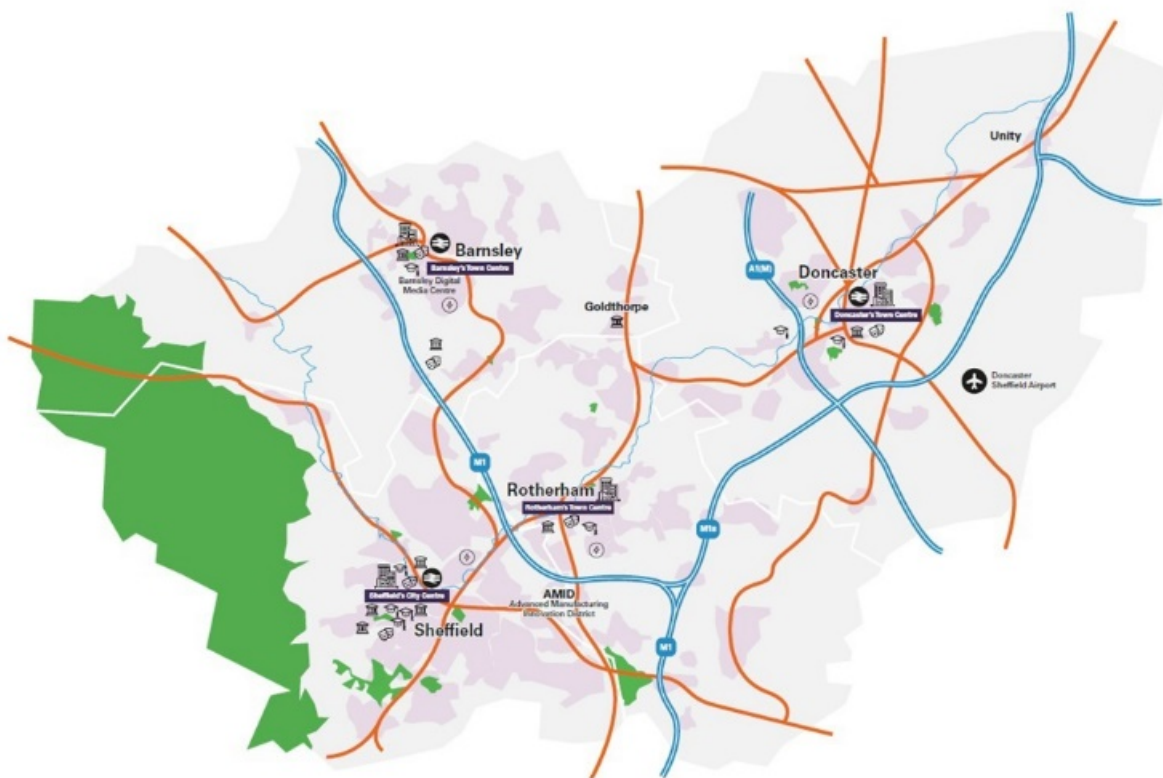 Unity
Barnsley
Barnsley's Town Centre
Barnsley Digital
Media Centre
A1(M)
Doncaster
Doncaster's Town Centre
Goldthorpe
Doncaster
Sheffield Airport
M1
Rotherham
Rotherham's Town Centre
M18
Sheffield's City Centre
AMID
Advanced Manufacturing
Innovation District
Sheffield
M1